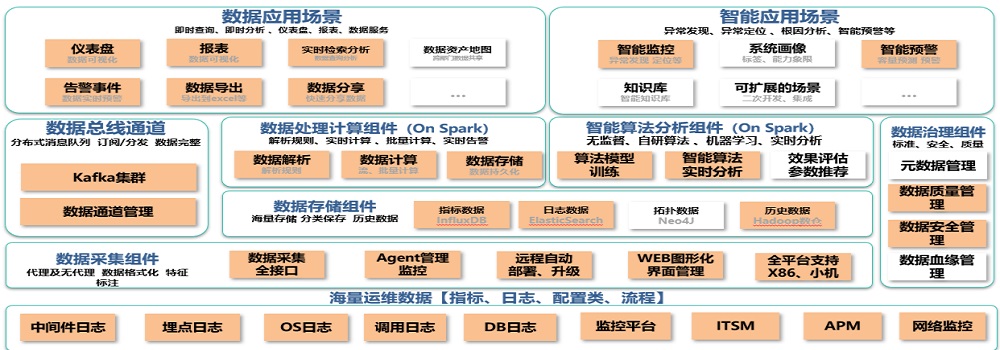 数据应用场景
即时查询、即时分析、仪表盘、报表、数据服务
仪表盘
数据可视化
报表
数据可视化
实时检索分析
数据查询分析
数据资产地图
跨部门数据共享
告警事件
数据实时预警
数据导出
导出到excel等
数据分享
快速分享数据
...
智能应用场景
异常发现、异常定位、根因分析、智能预警等
智能监控
异常发现 定位等
系统画像
标签、能力象限
智能预警
容量预测 预警
知识库
智能知识库
可扩展的场景
二次开发、集成
...
数据总线通道
分布式消息队列 订阅/分发 数据完整
Kafka集群
数据通道管理
数据处理计算组件（On Spark）
解析规则、实时计算、批量计算、实时告警
数据解析
解析规则
数据计算
流、批量计算
数据存储
数据持久化
智能算法分析组件（On Spark）
无监督、自研算法、机器学习、实时分析
算法模型
训练
智能算法
实时分析
效果评估
参数推荐
数据治理组件
标准、安全、质量
元数据管理
数据质量管
理
数据安全管
理
数据血缘管
理
数据存储组件
海量存储 分类保存 历史数据
指标数据
InfluxDB
日志数据
ElasticSearch
拓扑数据
Neo4J
历史数据
Hadoop数仓
数据采集组件
代理及无代理 数据格式化 特征
标注
数据采集
全接口
Agent管理
监控
远程自动
部署、升级
WEB图形化
界面管理
全平台支持
X86、小机
海量运维数据【指标、日志、配置类、流程】
中间件日志
埋点日志
OS日志
调用日志
DB日志
监控平台
ITSM
APM
网络监控